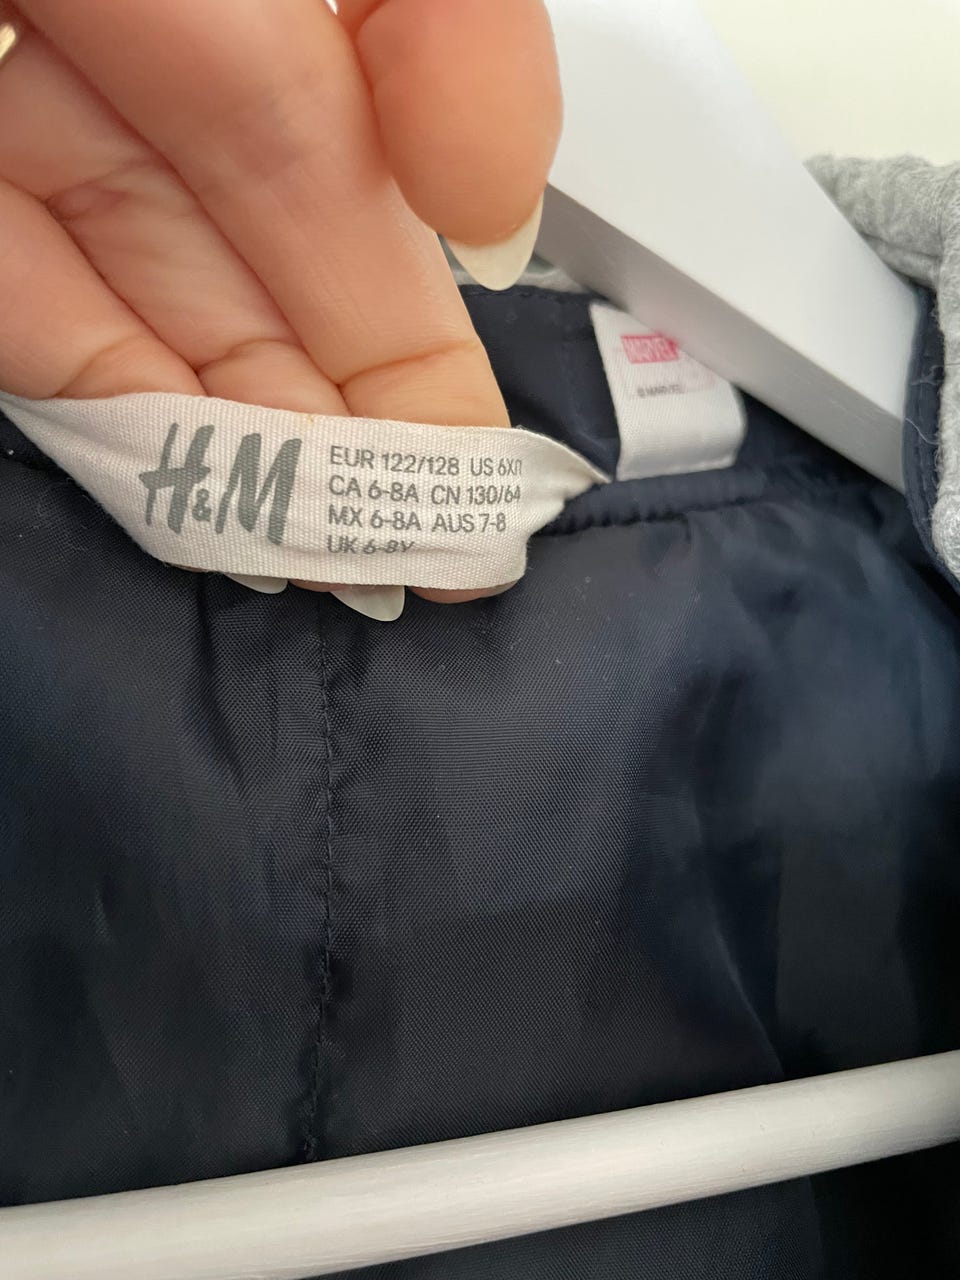 H&M
EUR 122/128 US 6X/7
CA 6-8A CN 130/64
MX 6-8A AUS 7-8
UK 6-8Y
MARVEL
© MARVEL